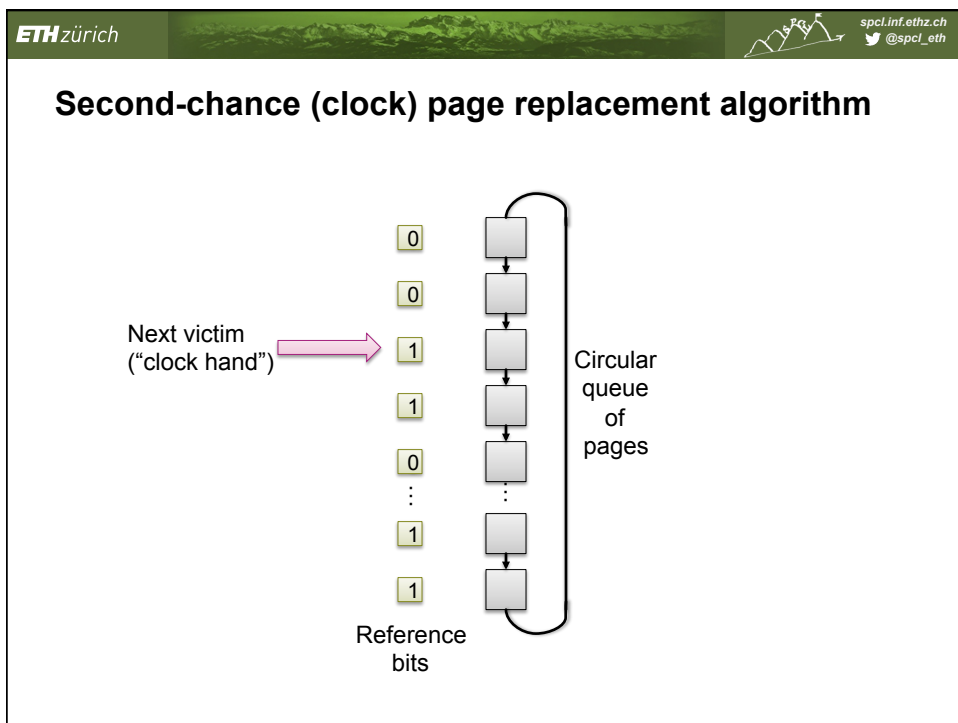 ETH zürich
spcl.inf.ethz.ch
@spcl_eth
Second-chance (clock) page replacement algorithm
0
0
Next victim
(“clock hand”)
1
1
0
⋮
⋮
1
1
Circular
queue
of
pages
Reference
bits